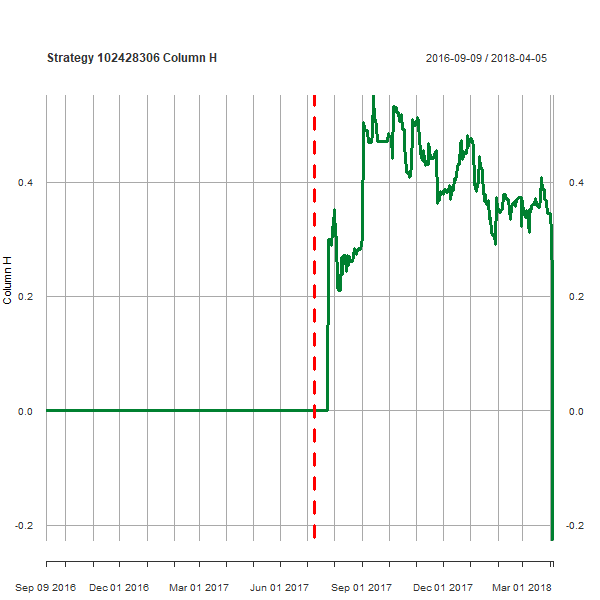 Strategy 102428306 Column H
2016-09-09 / 2018-04-05
0.4
0.4
0.2
0.2
0.0
0.0
-0.2
-0.2
Column H
Sep 09 2016
Dec 01 2016
Mar 01 2017
Jun 01 2017
Sep 01 2017
Dec 01 2017
Mar 01 2018